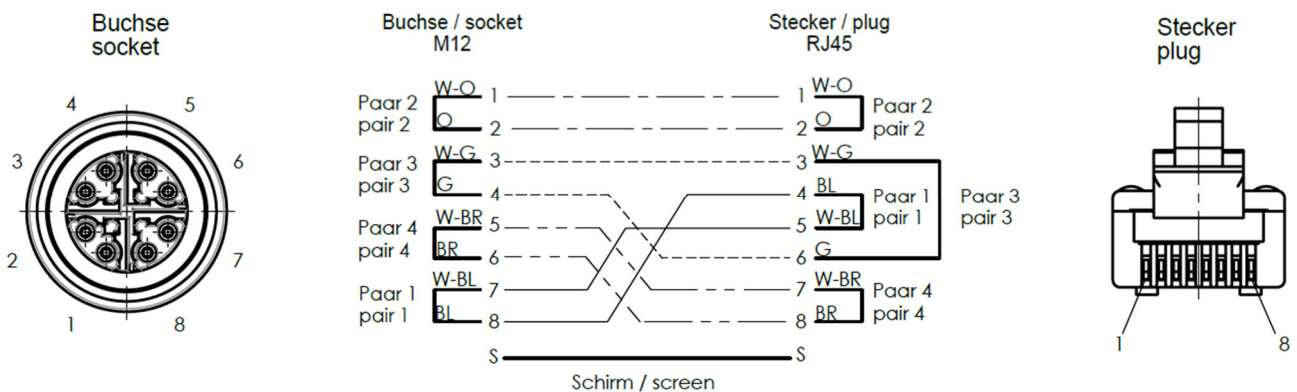 Buchse
socket
4
5
3
6
2
7
1
8
Buchse / socket
M12
Stecker / plug
RJ45
Paar 2
pair 2
W-O
1
1
W-O
Paar 2
pair 2
O
2
2
O
Paar 3
pair 3
W-G
3
3
W-G
G
4
4
BL
Paar 1
pair 1
Paar 3
pair 3
Paar 4
pair 4
W-BR
5
5
W-BL
BR
6
6
G
Paar 1
pair 1
W-BL
7
7
W-BR
Paar 4
pair 4
BL
8
8
BR
S
S
Schirm / screen
Stecker
plug
1
8